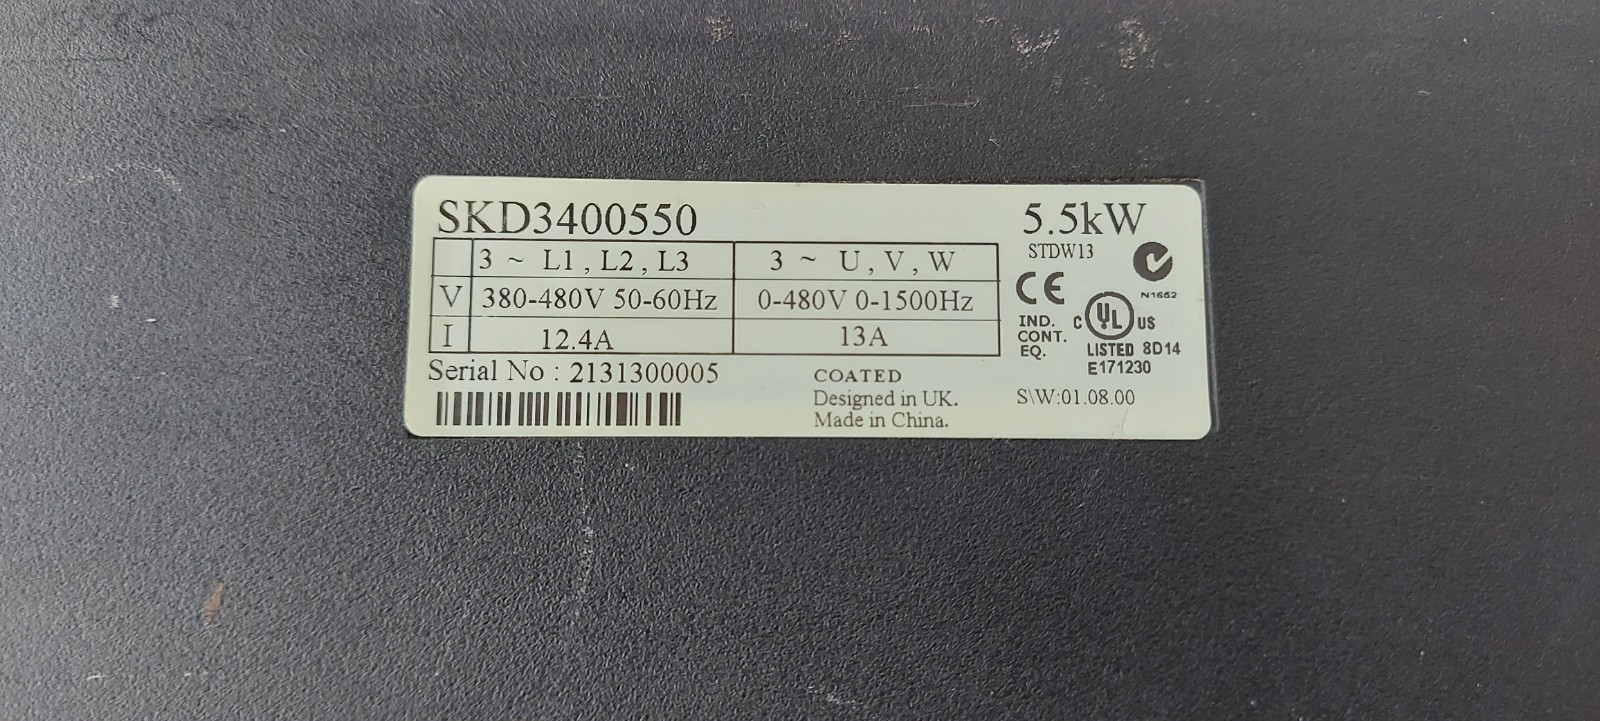 SKD3400550 5.5kW
STDW13
3 ~ L1 , L2 , L3 3 ~ U , V , W
CE
N1662
V 380-480V 50-60Hz 0-480V 0-1500Hz
I 12.4A 13A
IND.
CONT.
EQ.
C UL US
LISTED 8D14
E171230
Serial No : 2131300005
COATED
Designed in UK.
Made in China.
S\W:01.08.00